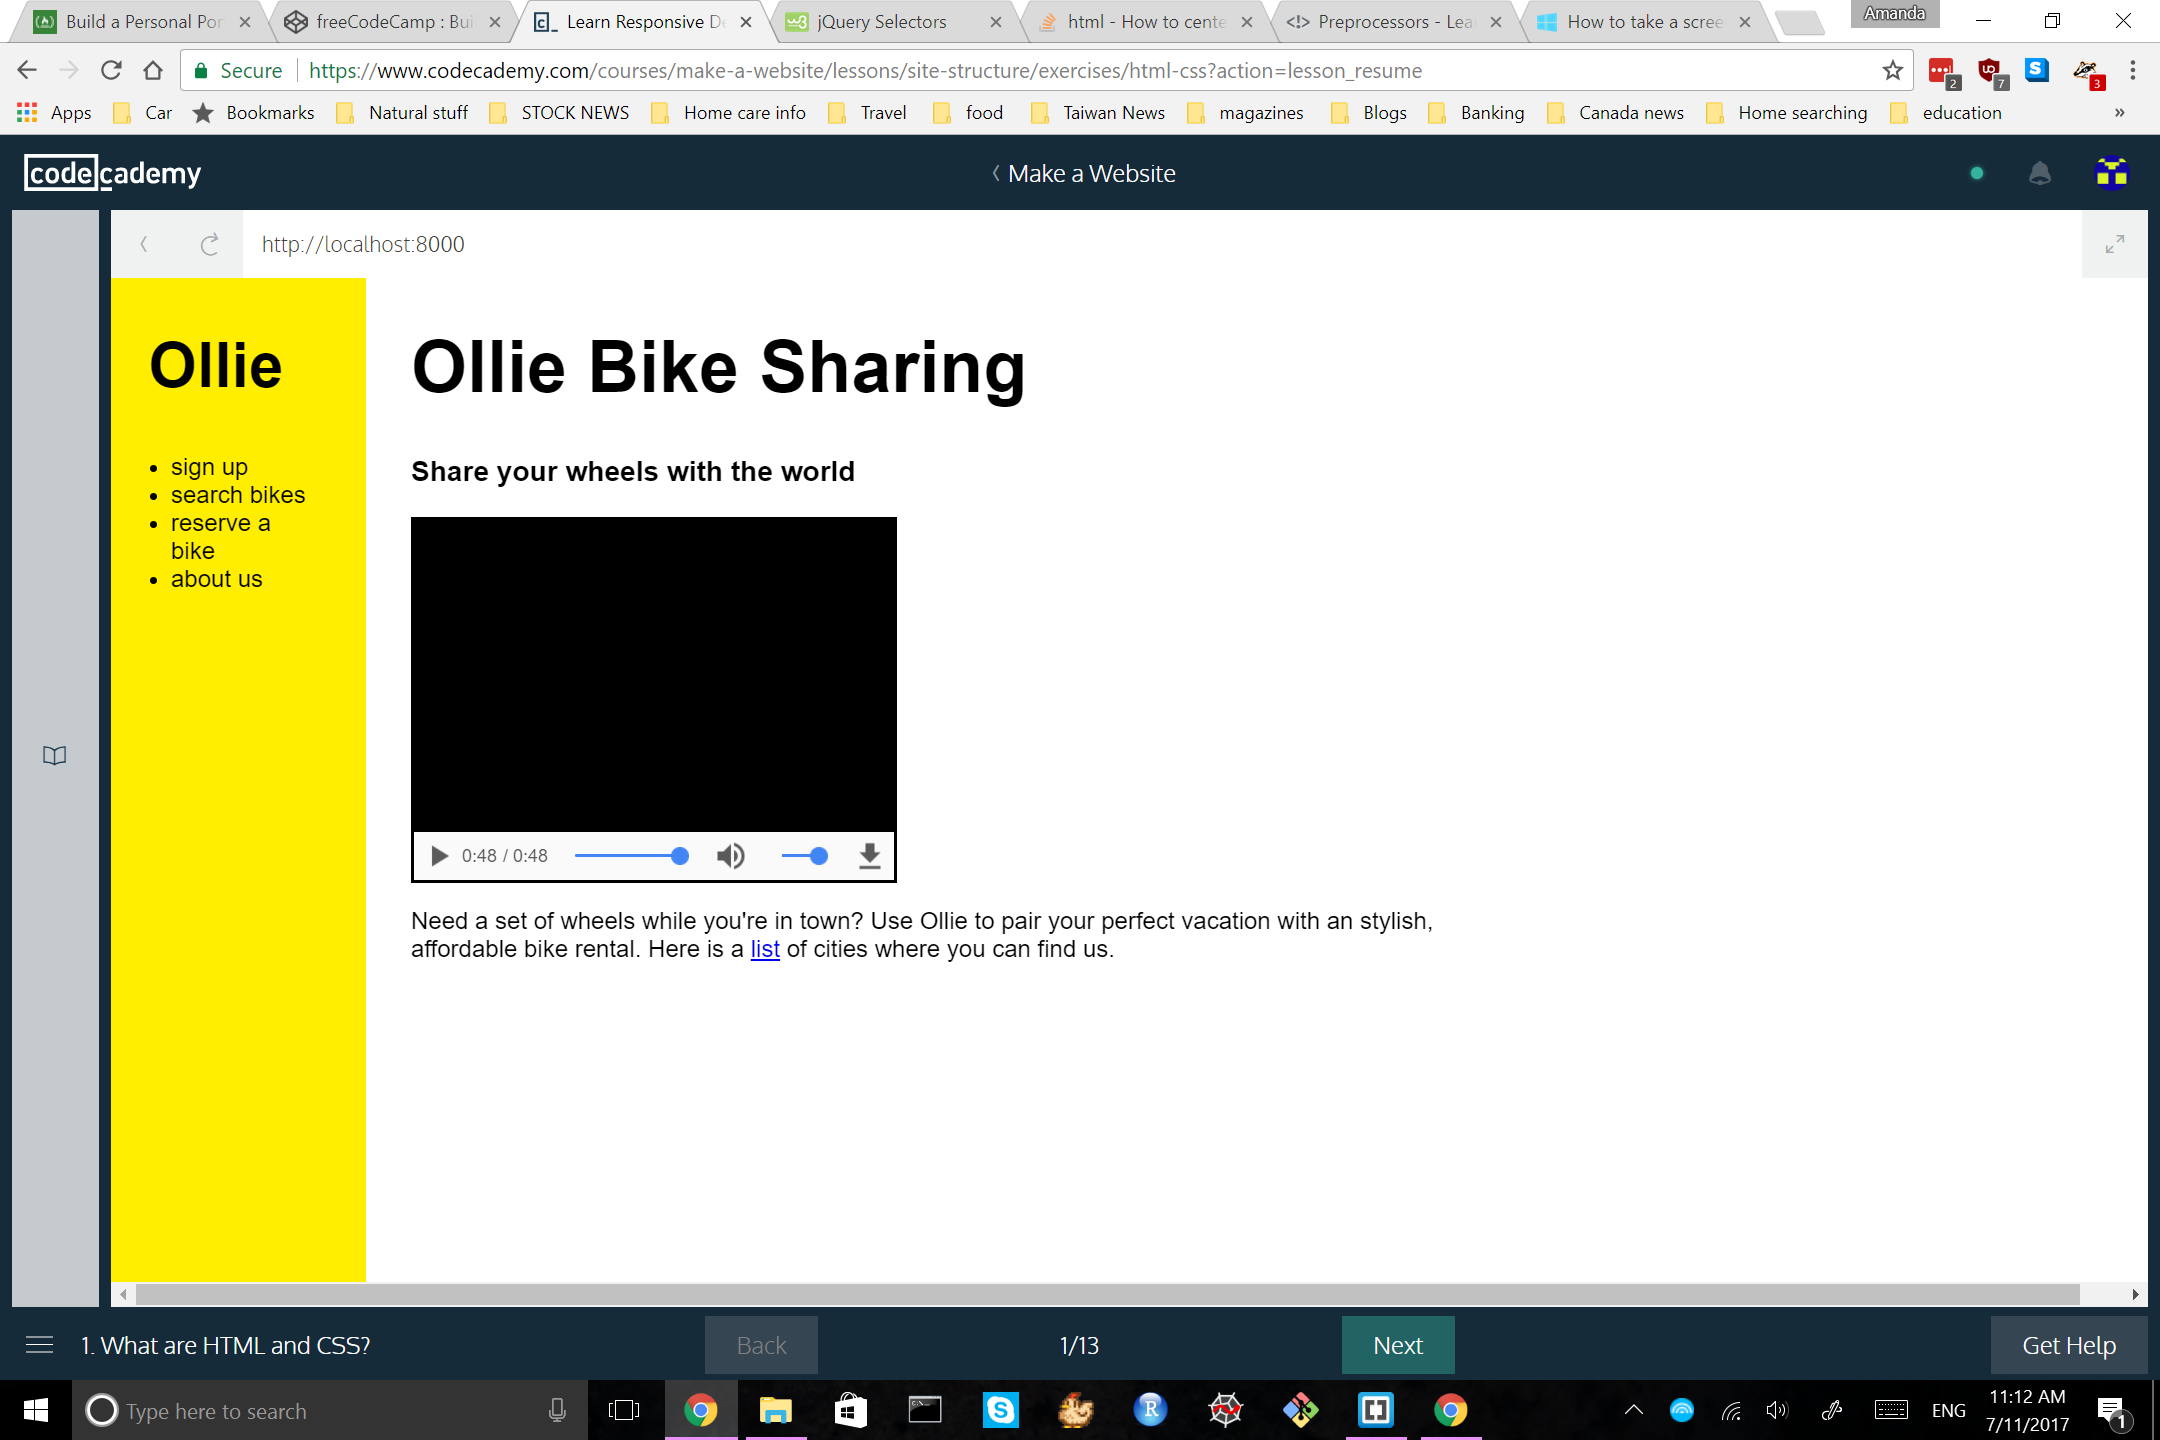 Build a Personal Por
freeCodeCamp : Bui
Learn Responsive De
jQuery Selectors
html - How to cente
Preprocessors - Lea
How to take a scree
Amanda
Secure
https://www.codecademy.com/courses/make-a-website/lessons/site-structure/exercises/html-css?action=lesson_resume
2
7
S
3
Apps
Car
Bookmarks
Natural stuff
STOCK NEWS
Home care info
Travel
food
Taiwan News
magazines
Blogs
Banking
Canada news
Home searching
education
»
codecademy
Make a Website
http://localhost:8000
Ollie
sign up
search bikes
reserve a
bike
about us
Ollie Bike Sharing
Share your wheels with the world
0:48 / 0:48
Need a set of wheels while you're in town? Use Ollie to pair your perfect vacation with an stylish,
affordable bike rental. Here is a list of cities where you can find us.
1. What are HTML and CSS?
Back
1/13
Next
Get Help
Type here to search
ENG
11:12 AM
7/11/2017
1